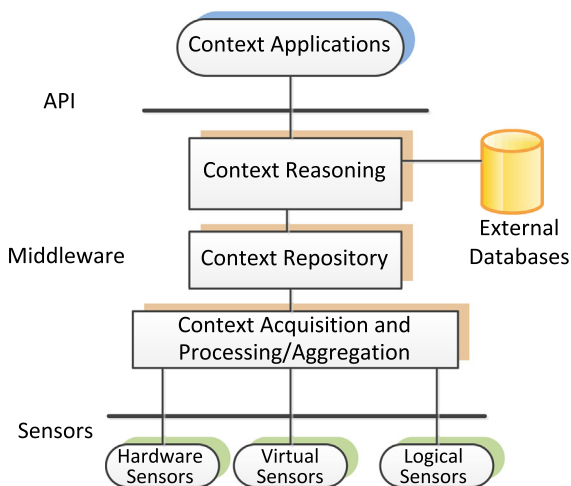 Context Applications
API
Context Reasoning
External
Databases
Middleware
Context Repository
Context Acquisition and
Processing/Aggregation
Sensors
Hardware
Sensors
Virtual
Sensors
Logical
Sensors